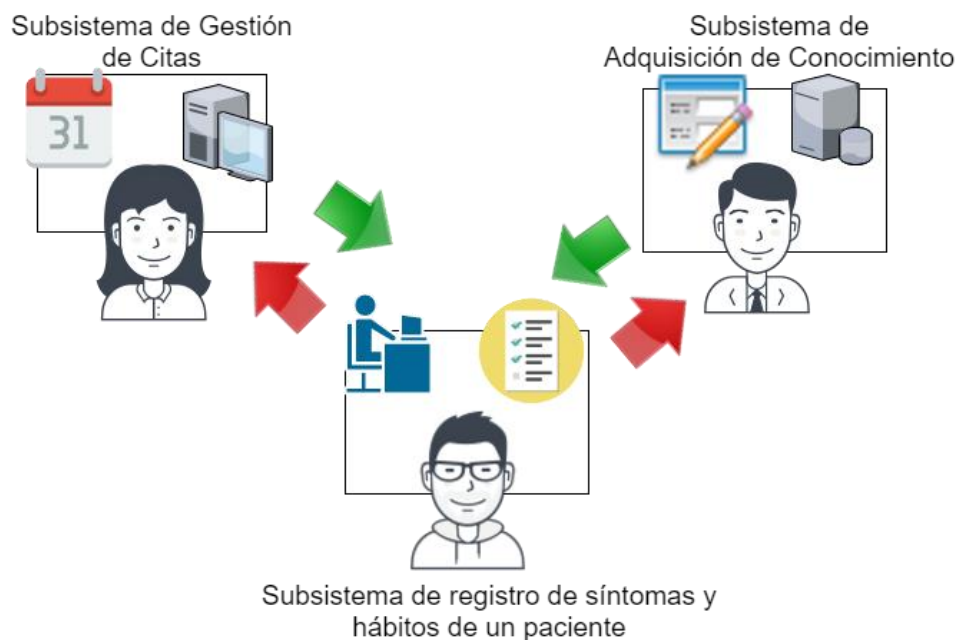 Subsistema de Gestión
de Citas
Subsistema de
Adquisición de Conocimiento
31
Subsistema de registro de síntomas y
hábitos de un paciente